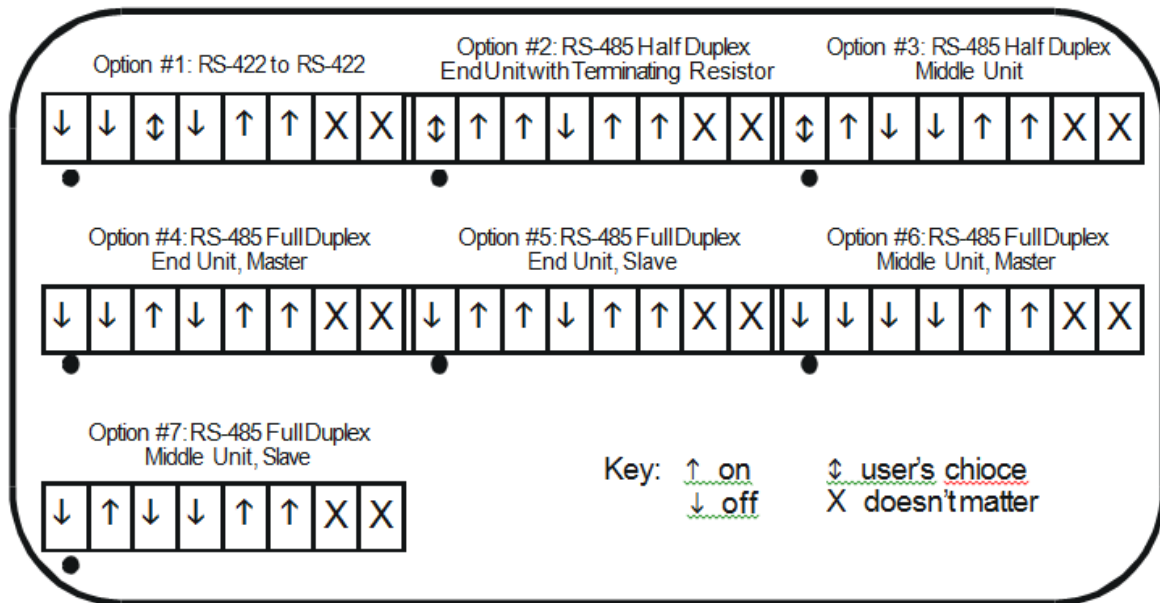 Option #1: RS-422 to RS-422
Option #2: RS-485 Half Duplex
End Unit with Terminating Resistor
Option #3: RS-485 Half Duplex
Middle Unit
↓ ↓ ↕ ↓ ↑ ↑ X X
↕ ↑ ↑ ↓ ↑ ↑ X X
↕ ↑ ↓ ↓ ↑ ↑ X X
Option #4: RS-485 Full Duplex
End Unit, Master
Option #5: RS-485 Full Duplex
End Unit, Slave
Option #6: RS-485 Full Duplex
Middle Unit, Master
↓ ↓ ↑ ↓ ↑ ↑ X X
↓ ↑ ↑ ↓ ↑ ↑ X X
↓ ↓ ↓ ↓ ↑ ↑ X X
Option #7: RS-485 Full Duplex
Middle Unit, Slave
↓ ↑ ↓ ↓ ↑ ↑ X X
Key: ↑ on ↕ user's chioce
↓ off X doesn't matter